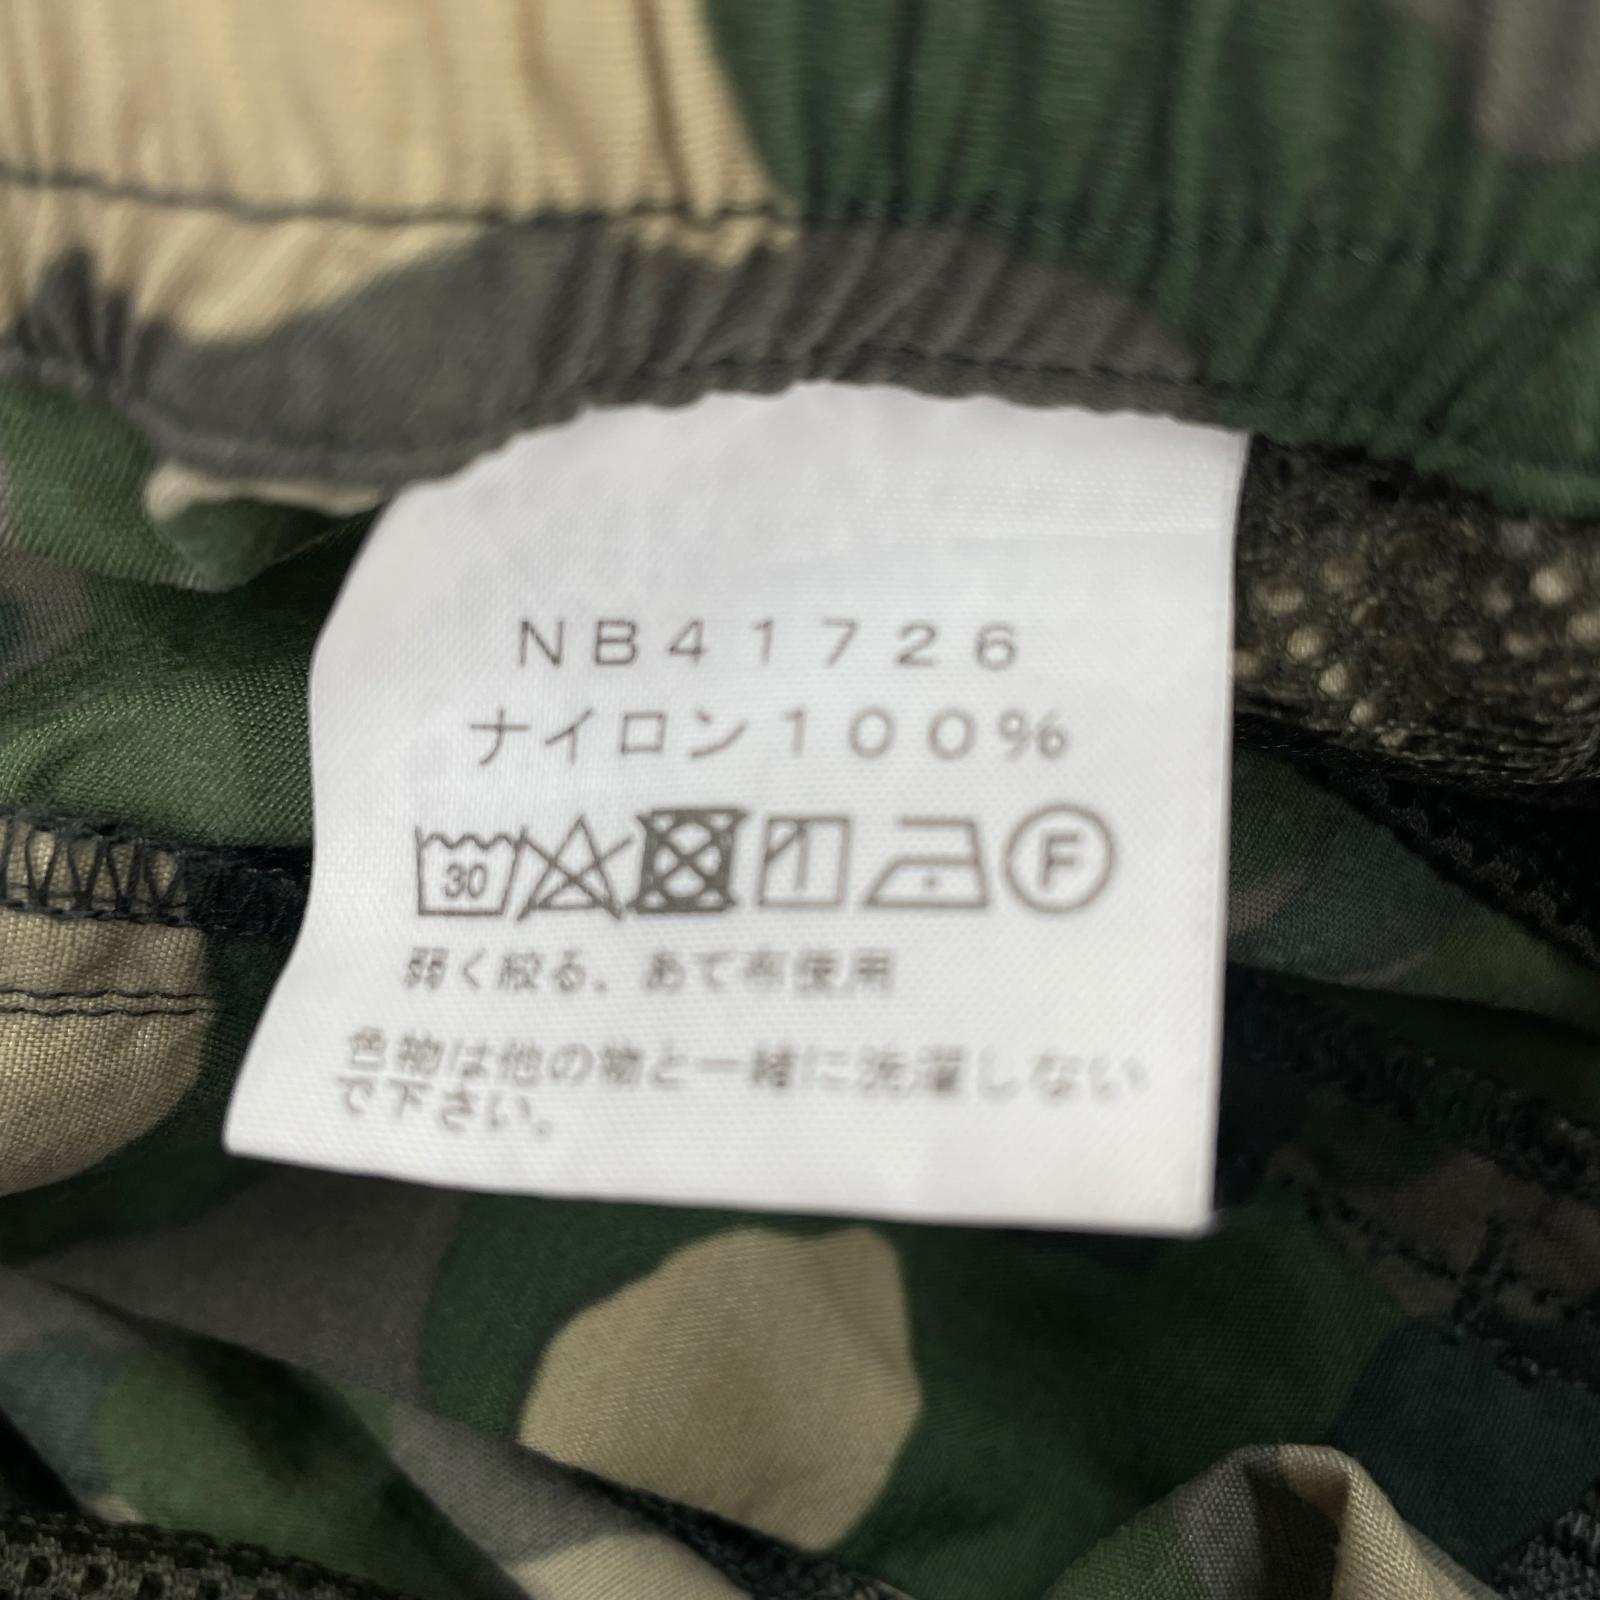 NB41726
ナイロン100%
30 F
弱く絞る、あて布使用
色物は他の物と一緒に洗濯しない
で下さい。